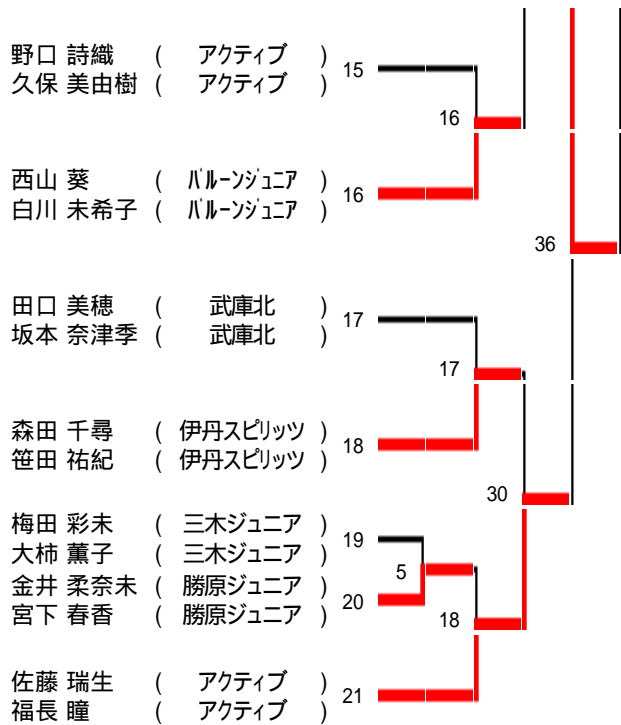 野口 詩織 ( アクティブ ) 15
久保 美由樹 ( アクティブ )
16
西山 葵 ( バルーンジュニア ) 16
白川 未希子 ( バルーンジュニア )
36
田口 美穂 ( 武庫北 ) 17
坂本 奈津季 ( 武庫北 )
17
森田 千尋 ( 伊丹スピリッツ ) 18
笹田 祐紀 ( 伊丹スピリッツ )
30
梅田 彩未 ( 三木ジュニア ) 19
大柿 薫子 ( 三木ジュニア )
5
金井 柔奈未 ( 勝原ジュニア ) 20
宮下 春香 ( 勝原ジュニア )
18
佐藤 瑞生 ( アクティブ ) 21
福長 瞳 ( アクティブ )